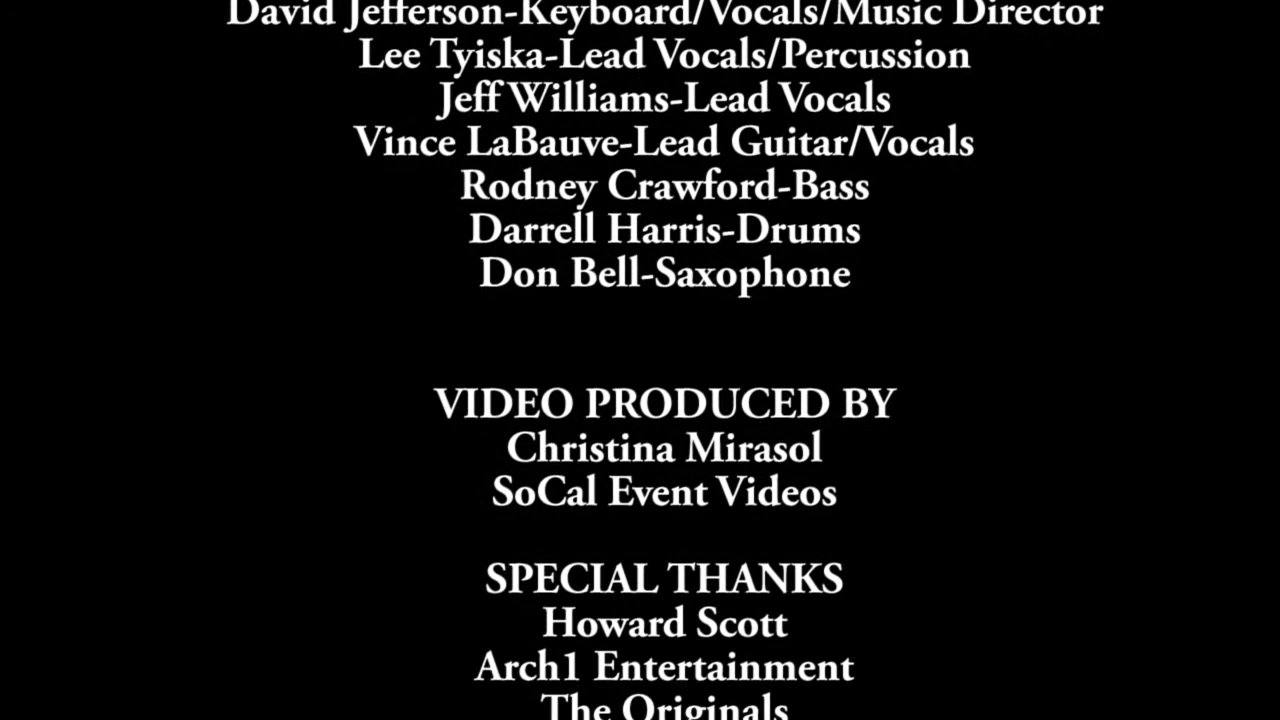 David Jefferson-Keyboard/Vocals/Music Director
Lee Tyiska-Lead Vocals/Percussion
Jeff Williams-Lead Vocals
Vince LaBauve-Lead Guitar/Vocals
Rodney Crawford-Bass
Darrell Harris-Drums
Don Bell-Saxophone
VIDEO PRODUCED BY
Christina Mirasol
SoCal Event Videos
SPECIAL THANKS
Howard Scott
Arch1 Entertainment
The Originals